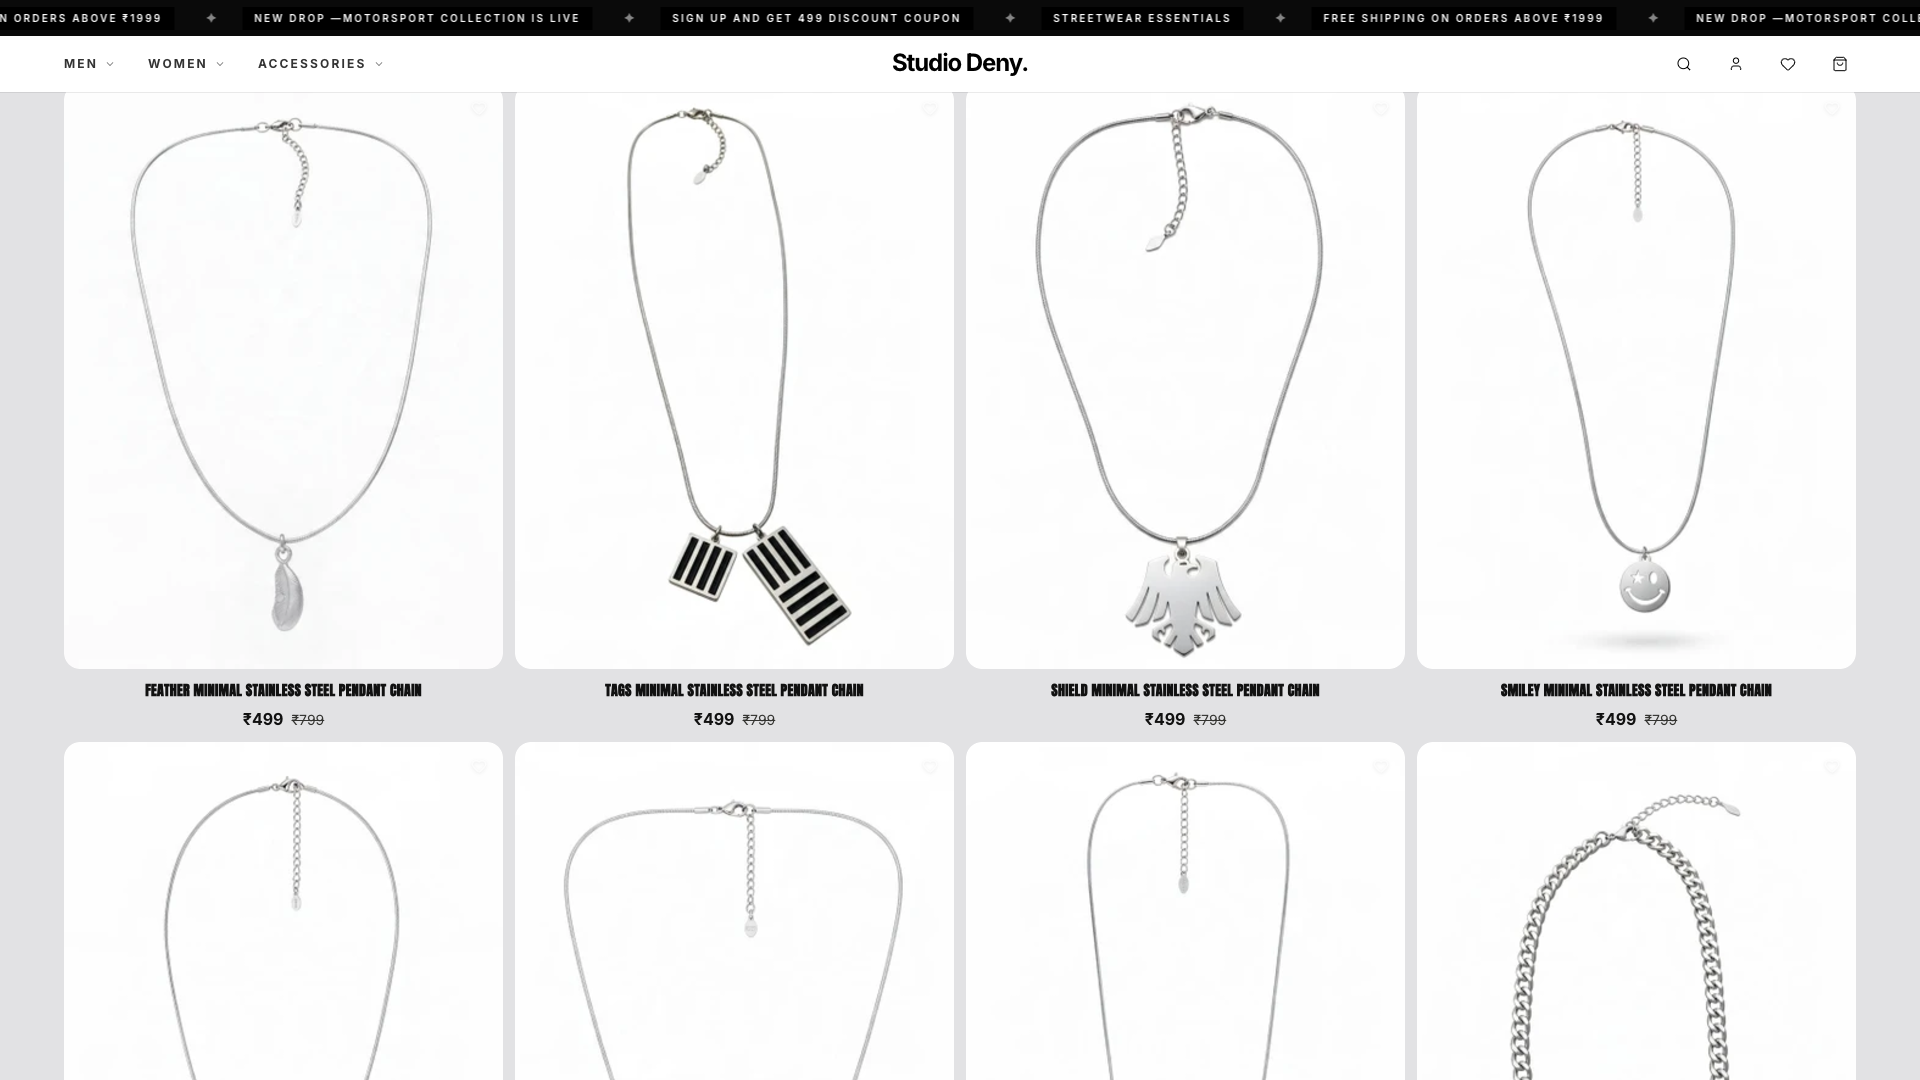 N ORDERS ABOVE ₹1999 ✦ NEW DROP —MOTORSPORT COLLECTION IS LIVE ✦ SIGN UP AND GET 499 DISCOUNT COUPON ✦ STREETWEAR ESSENTIALS ✦ FREE SHIPPING ON ORDERS ABOVE ₹1999 ✦ NEW DROP —MOTORSPORT COLLE
MEN WOMEN ACCESSORIES Studio Deny.
FEATHER MINIMAL STAINLESS STEEL PENDANT CHAIN
₹499 ₹799
TAGS MINIMAL STAINLESS STEEL PENDANT CHAIN
₹499 ₹799
SHIELD MINIMAL STAINLESS STEEL PENDANT CHAIN
₹499 ₹799
SMILEY MINIMAL STAINLESS STEEL PENDANT CHAIN
₹499 ₹799